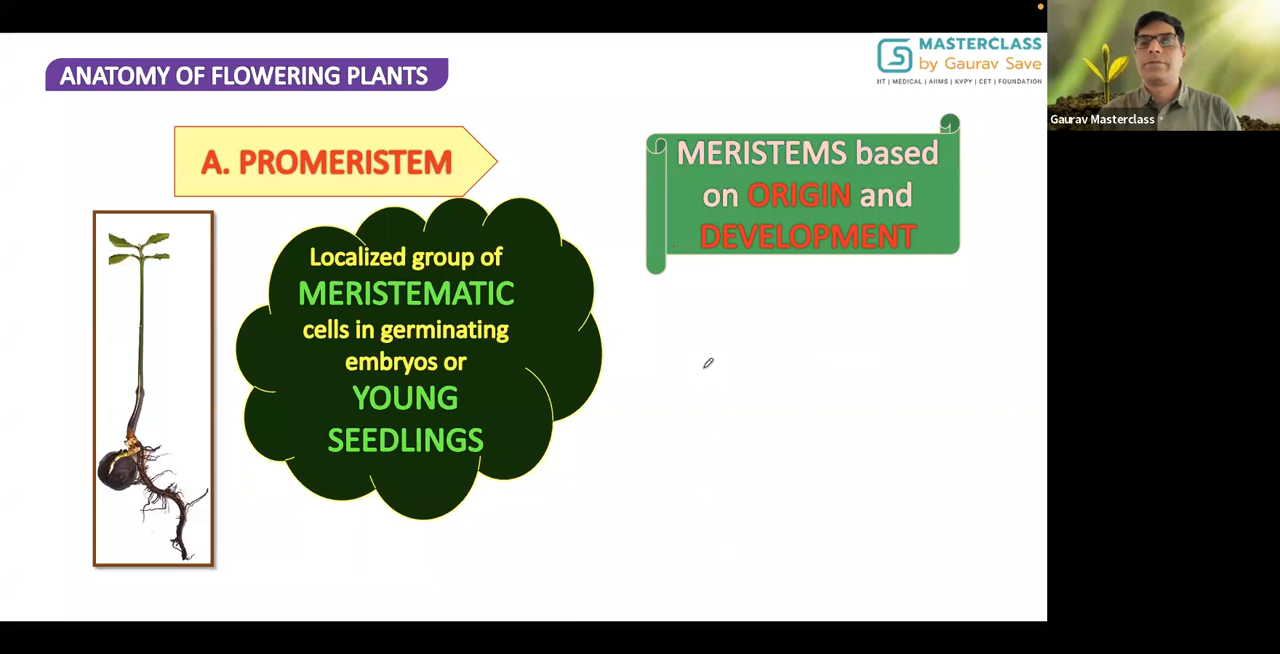 ANATOMY OF FLOWERING PLANTS
MASTERCLASS
by Gaurav Save
IIT | MEDICAL | AIIMS | KVPY | CET | FOUNDATION
Gaurav Masterclass
A. PROMERISTEM
MERISTEMS based
on ORIGIN and
DEVELOPMENT
Localized group of
MERISTEMATIC
cells in germinating
embryos or
YOUNG
SEEDLINGS